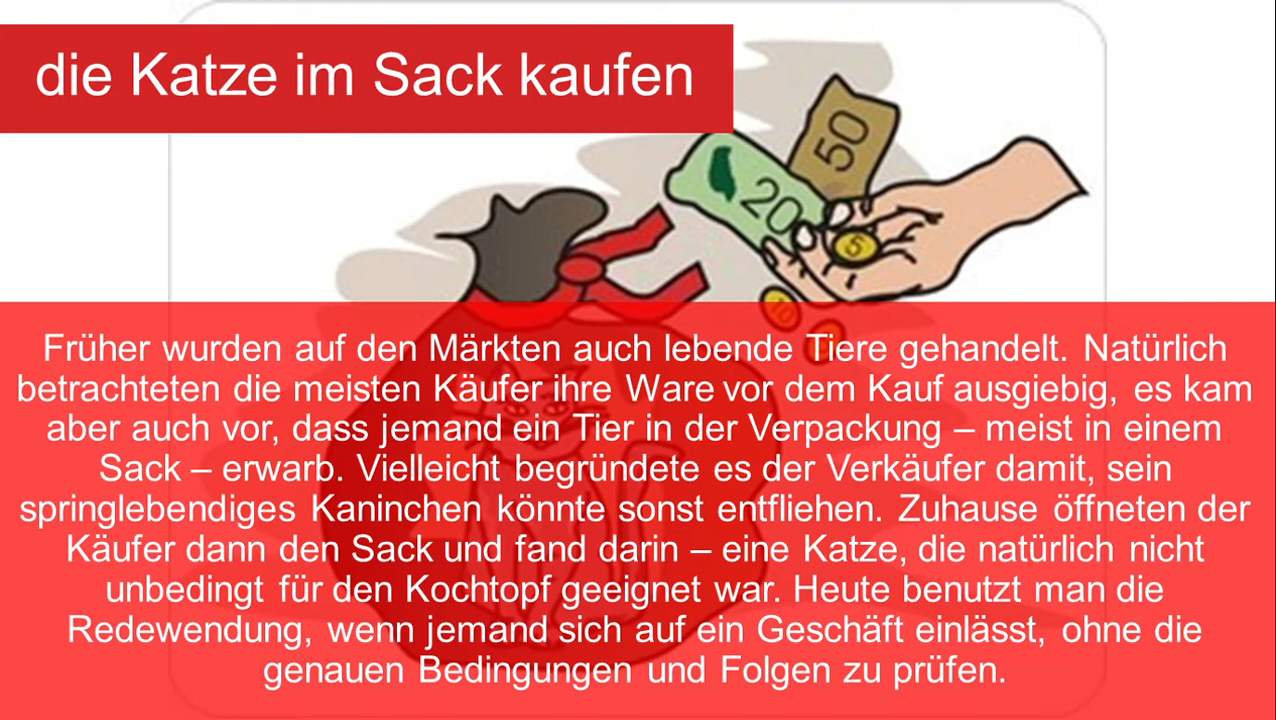 die Katze im Sack kaufen
50
20
5
10
Früher wurden auf den Märkten auch lebende Tiere gehandelt. Natürlich
betrachteten die meisten Käufer ihre Ware vor dem Kauf ausgiebig, es kam
aber auch vor, dass jemand ein Tier in der Verpackung – meist in einem
Sack – erwarb. Vielleicht begründete es der Verkäufer damit, sein
springlebendiges Kaninchen könnte sonst entfliehen. Zuhause öffneten der
Käufer dann den Sack und fand darin – eine Katze, die natürlich nicht
unbedingt für den Kochtopf geeignet war. Heute benutzt man die
Redewendung, wenn jemand sich auf ein Geschäft einlässt, ohne die
genauen Bedingungen und Folgen zu prüfen.